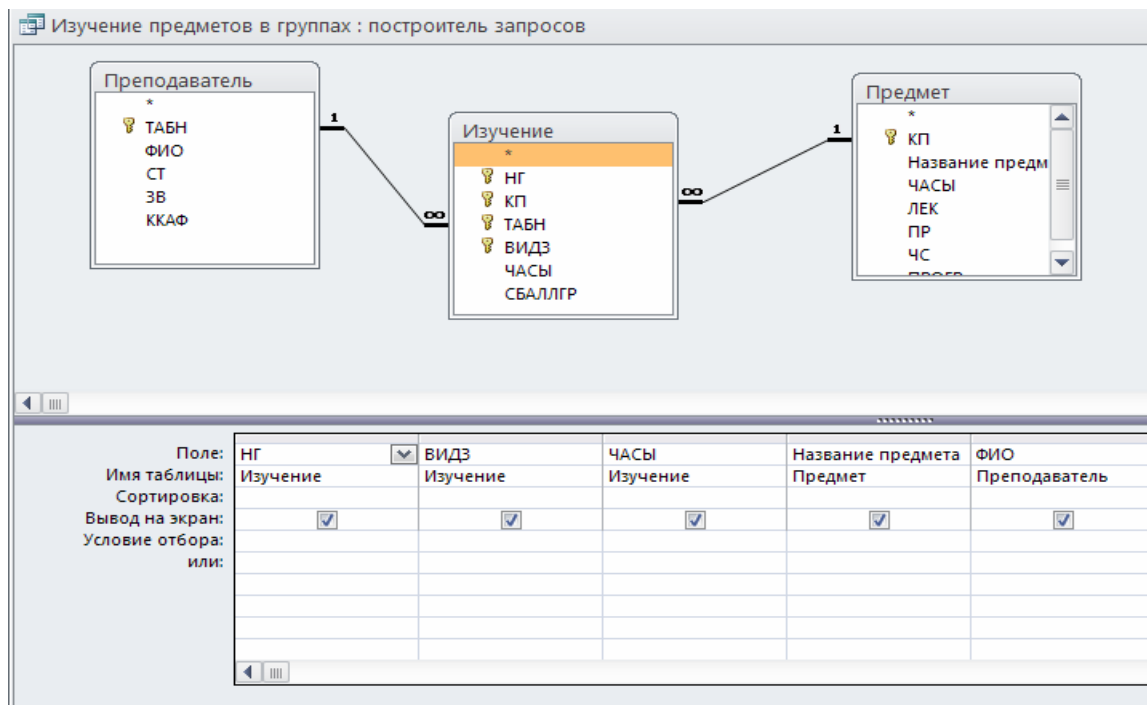 Изучение предметов в группах : построитель запросов
Преподаватель
*
ТАБН
ФИО
СТ
ЗВ
ККАФ
1
∞
Изучение
*
НГ
КП
ТАБН
ВИДЗ
ЧАСЫ
СБАЛЛГР
∞
1
Предмет
*
КП
Название предм
ЧАСЫ
ЛЕК
ПР
ЧС
Поле: НГ ВИДЗ ЧАСЫ Название предмета ФИО
Имя таблицы: Изучение Изучение Изучение Предмет Преподаватель
Сортировка:
Вывод на экран:
Условие отбора:
или: